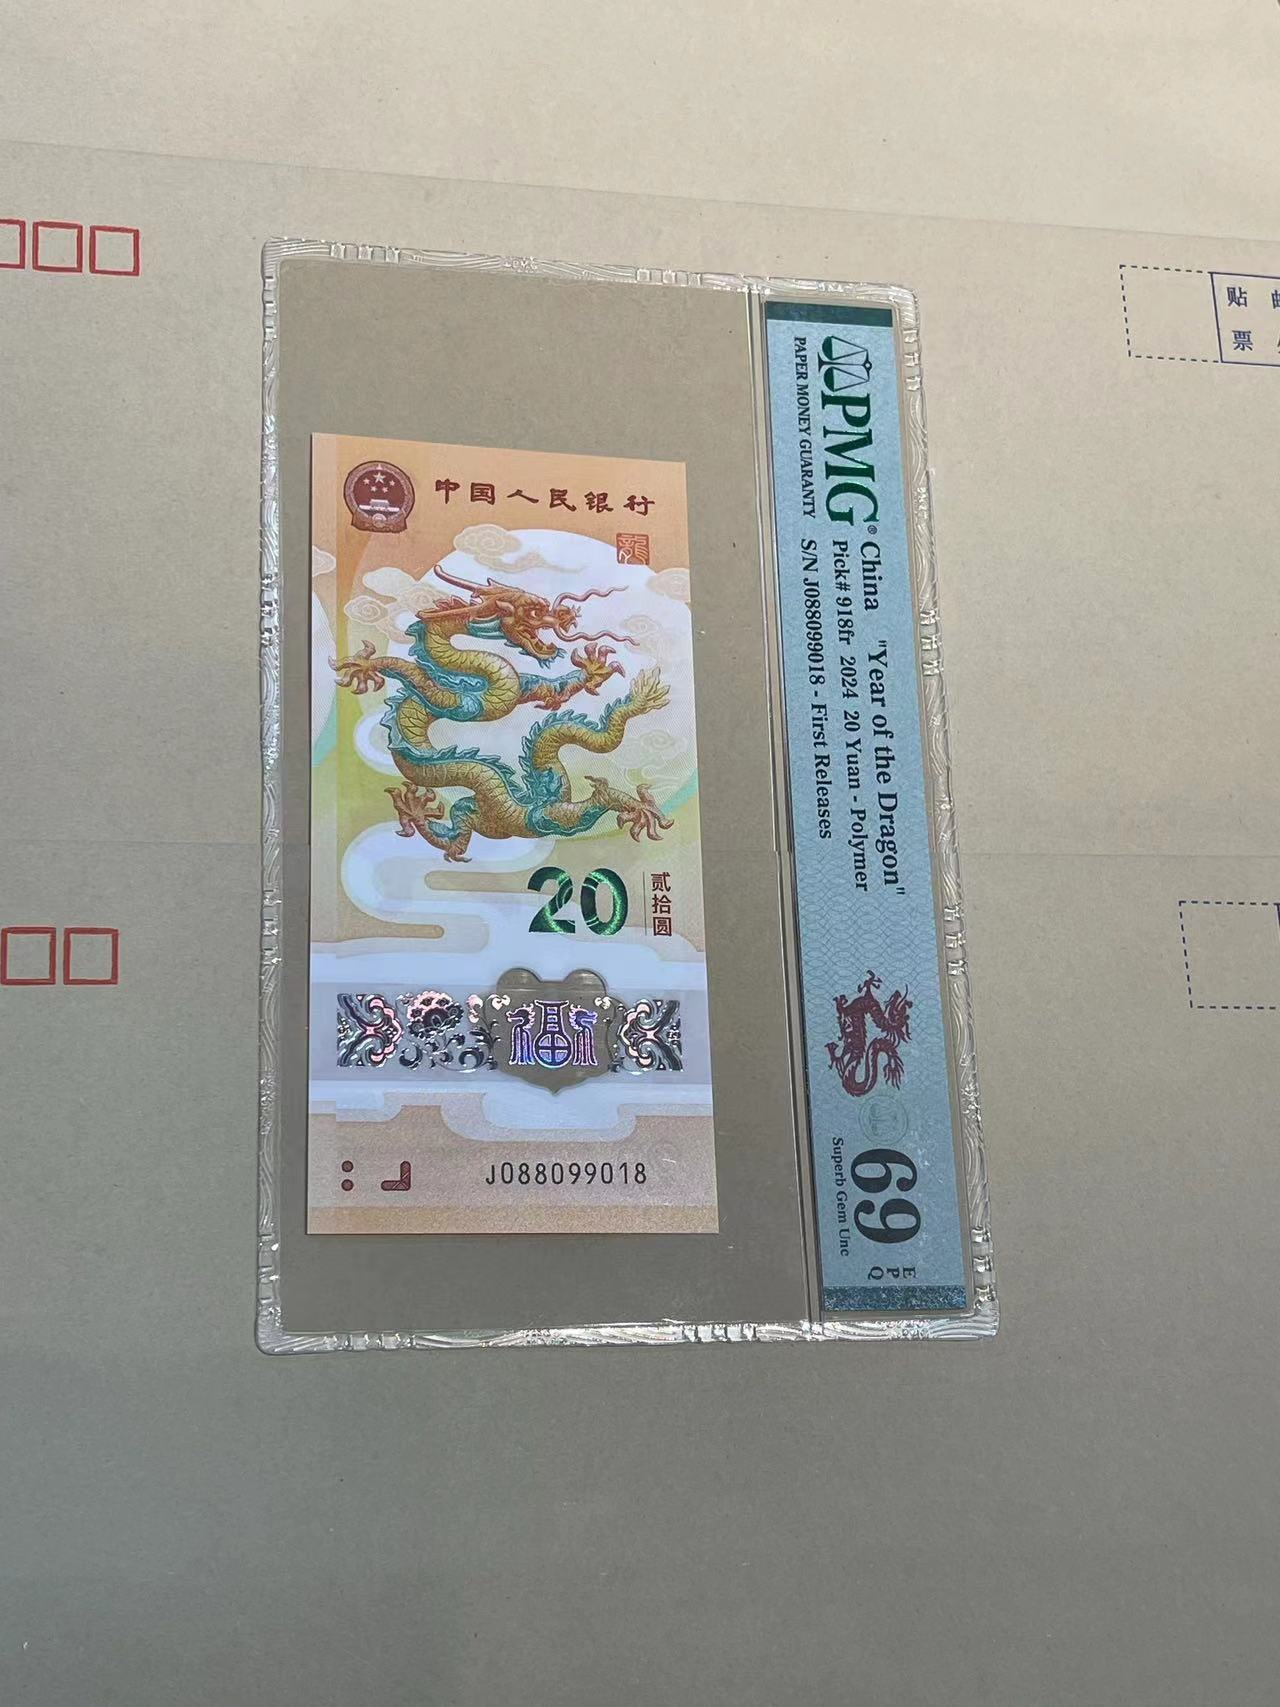 中国人民银行
龍
20
贰拾圆
福
J088099018
PMG®
PAPER MONEY GUARANTY
China "Year of the Dragon"
Pick# 918fr 2024 20 Yuan - Polymer
S/N J088099018 - First Releases
69
EPQ
Superb Gem Unc
贴
票